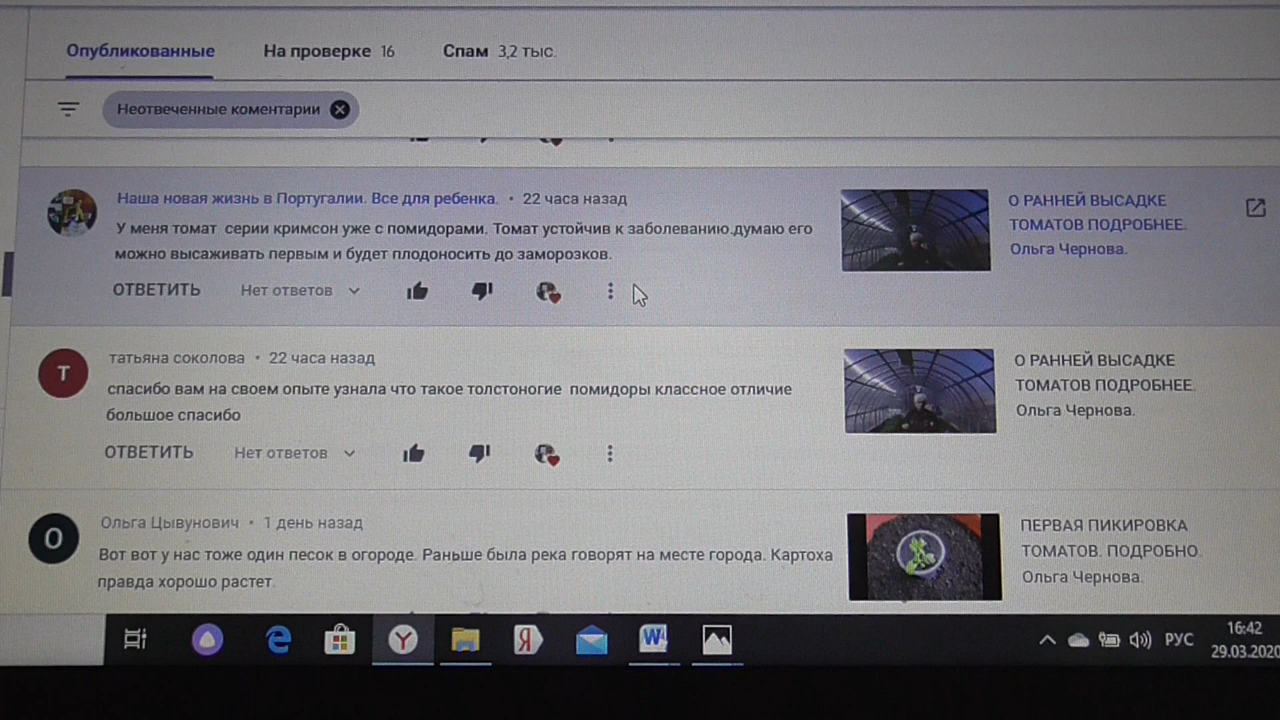 Опубликованные На проверке 16 Спам 3,2 тыс.
Неотвеченные коментарии
Наша новая жизнь в Португалии. Все для ребенка. • 22 часа назад
У меня томат серии кримсон уже с помидорами. Томат устойчив к заболеванию.думаю его
можно высаживать первым и будет плодоносить до заморозков.
ОТВЕТИТЬ Нет ответов
О РАННЕЙ ВЫСАДКЕ
ТОМАТОВ ПОДРОБНЕЕ.
Ольга Чернова.
Т
татьяна соколова • 22 часа назад
спасибо вам на своем опыте узнала что такое толстоногие помидоры классное отличие
большое спасибо
ОТВЕТИТЬ Нет ответов
О РАННЕЙ ВЫСАДКЕ
ТОМАТОВ ПОДРОБНЕЕ.
Ольга Чернова.
О
Ольга Цывунович • 1 день назад
Вот вот у нас тоже один песок в огороде. Раньше была река говорят на месте города. Картоха
правда хорошо растет.
ПЕРВАЯ ПИКИРОВКА
ТОМАТОВ. ПОДРОБНО.
Ольга Чернова.
Y Я W
РУС
16:42
29.03.2020